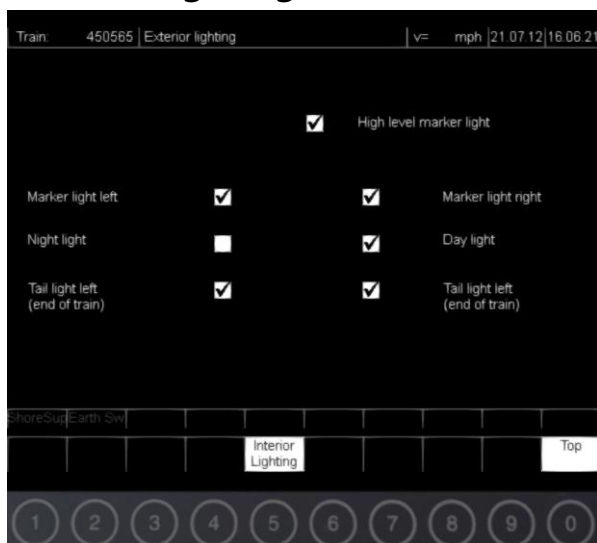 Train: 450565 Exterior lighting v= mph 21.07.12 16.06.21
High level marker light
Marker light left Marker light right
Night light Day light
Tail light left Tail light left
(end of train) (end of train)
ShoreSup Earth Sw
Interior Top
Lighting
1 2 3 4 5 6 7 8 9 0